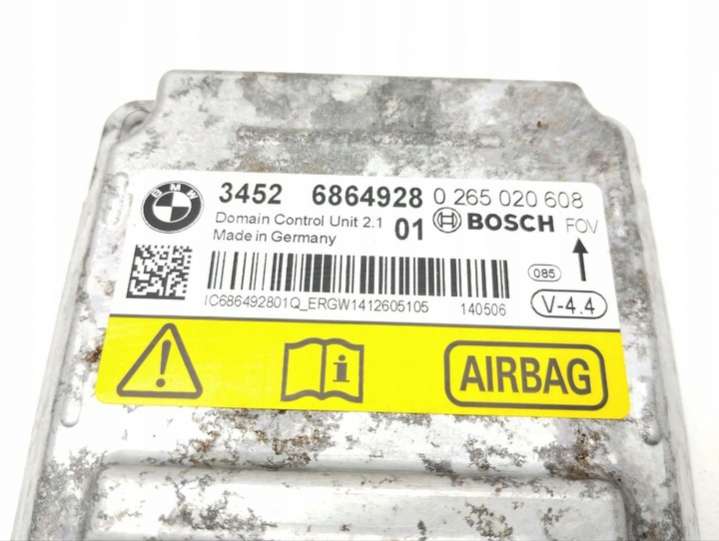 BMW 3452 6864928 0 265 020 608
Domain Control Unit 2.1 01 BOSCH FOV
Made in Germany
085
IC686492801Q_ERGW1412605105 140506 V-4.4
i AIRBAG